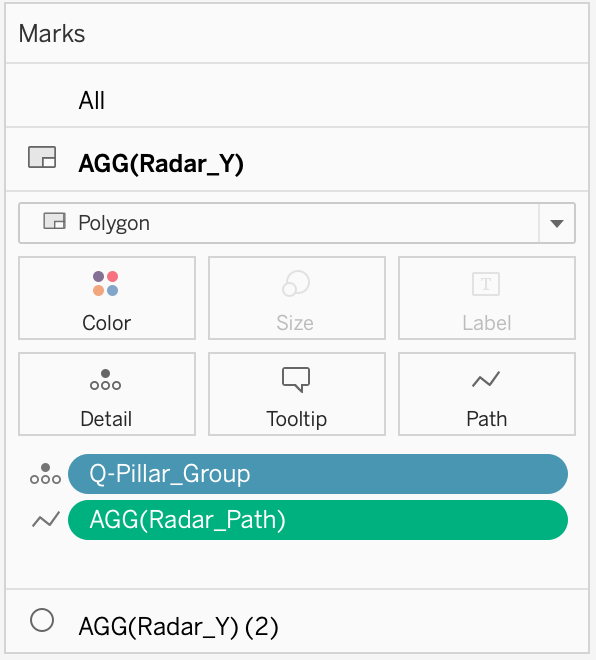 Marks
All
AGG(Radar_Y)
Polygon
Color Size Label
Detail Tooltip Path
Q-Pillar_Group
AGG(Radar_Path)
AGG(Radar_Y) (2)